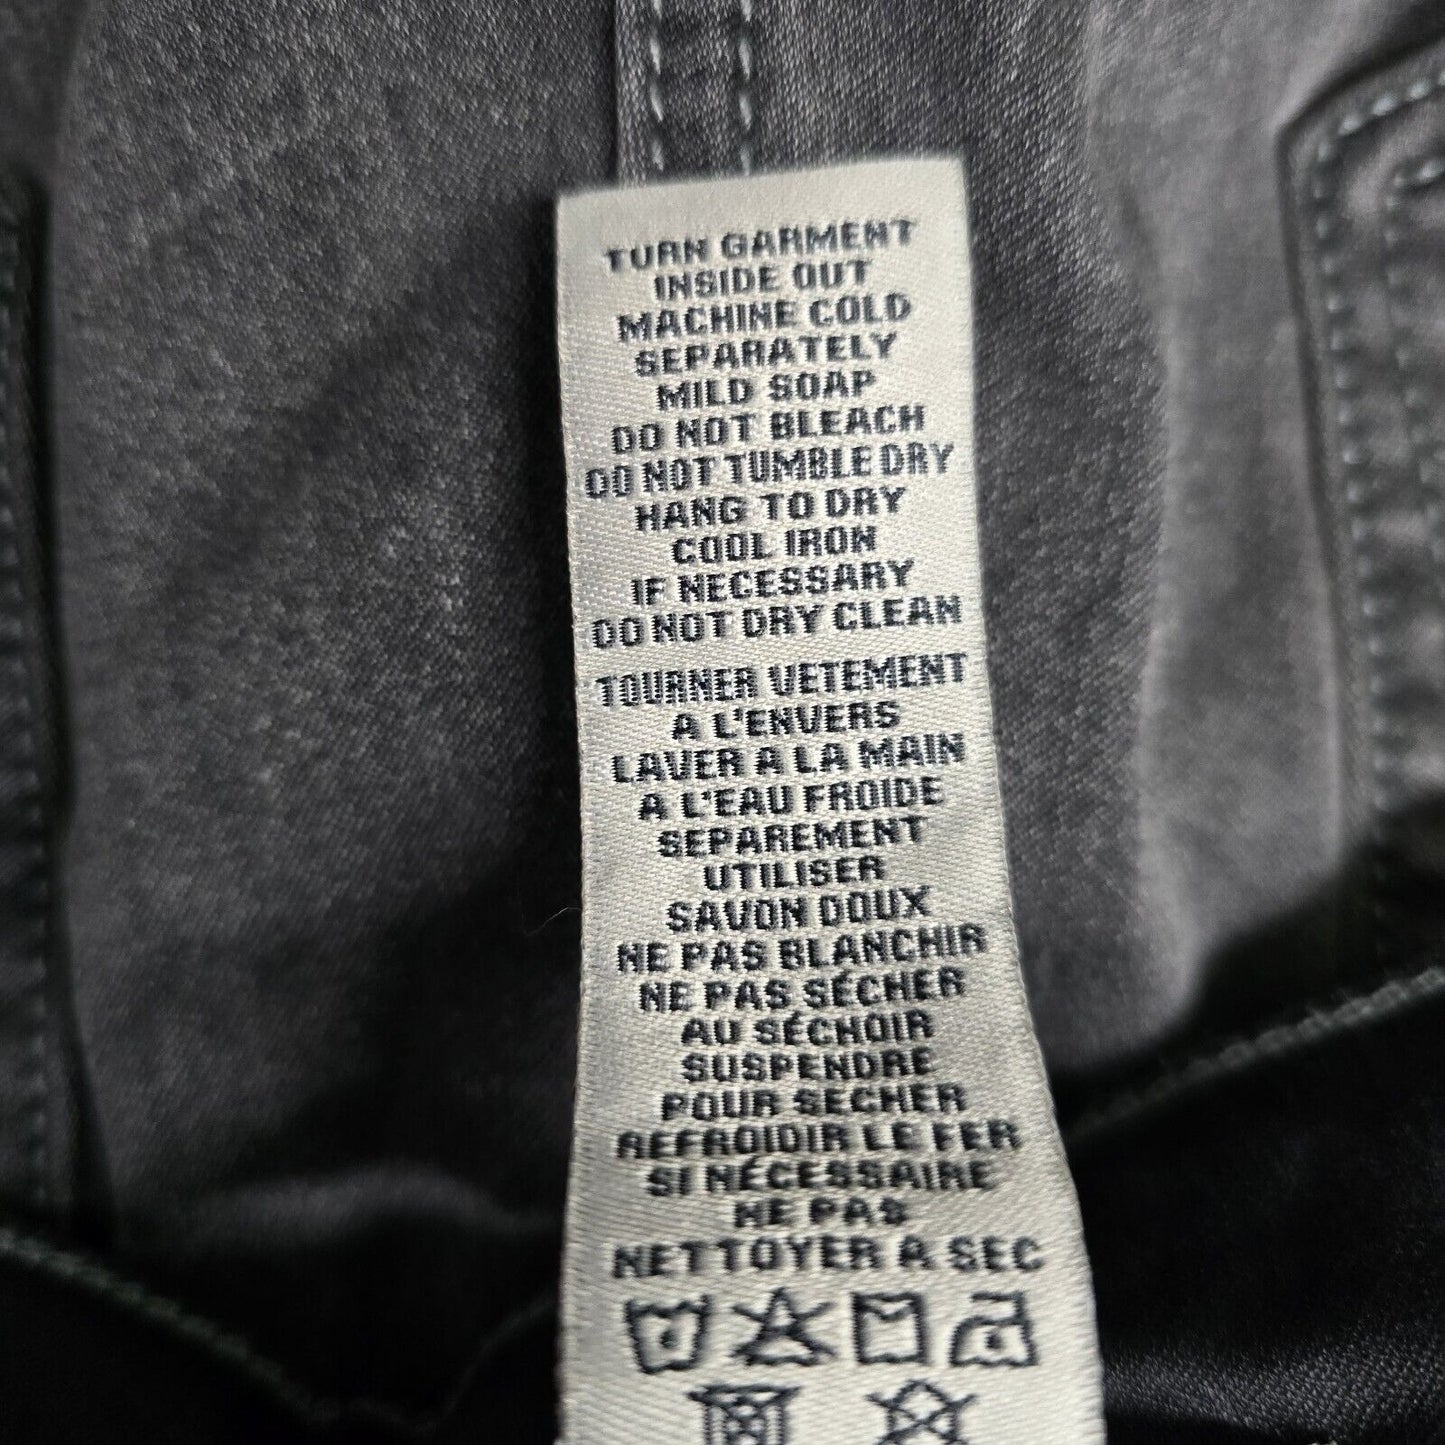 TURN GARMENT
INSIDE OUT
MACHINE COLD
SEPARATELY
MILD SOAP
DO NOT BLEACH
DO NOT TUMBLE DRY
HANG TO DRY
COOL IRON
IF NECESSARY
DO NOT DRY CLEAN
TOURNER VETEMENT
A L'ENVERS
LAVER A LA MAIN
A L'EAU FROIDE
SEPAREMENT
UTILISER
SAVON DOUX
NE PAS BLANCHIR
NE PAS SÉCHER
AU SÉCHOIR
SUSPENDRE
POUR SECHER
REFROIDIR LE FER
SI NÉCESSAIRE
NE PAS
NETTOYER A SEC